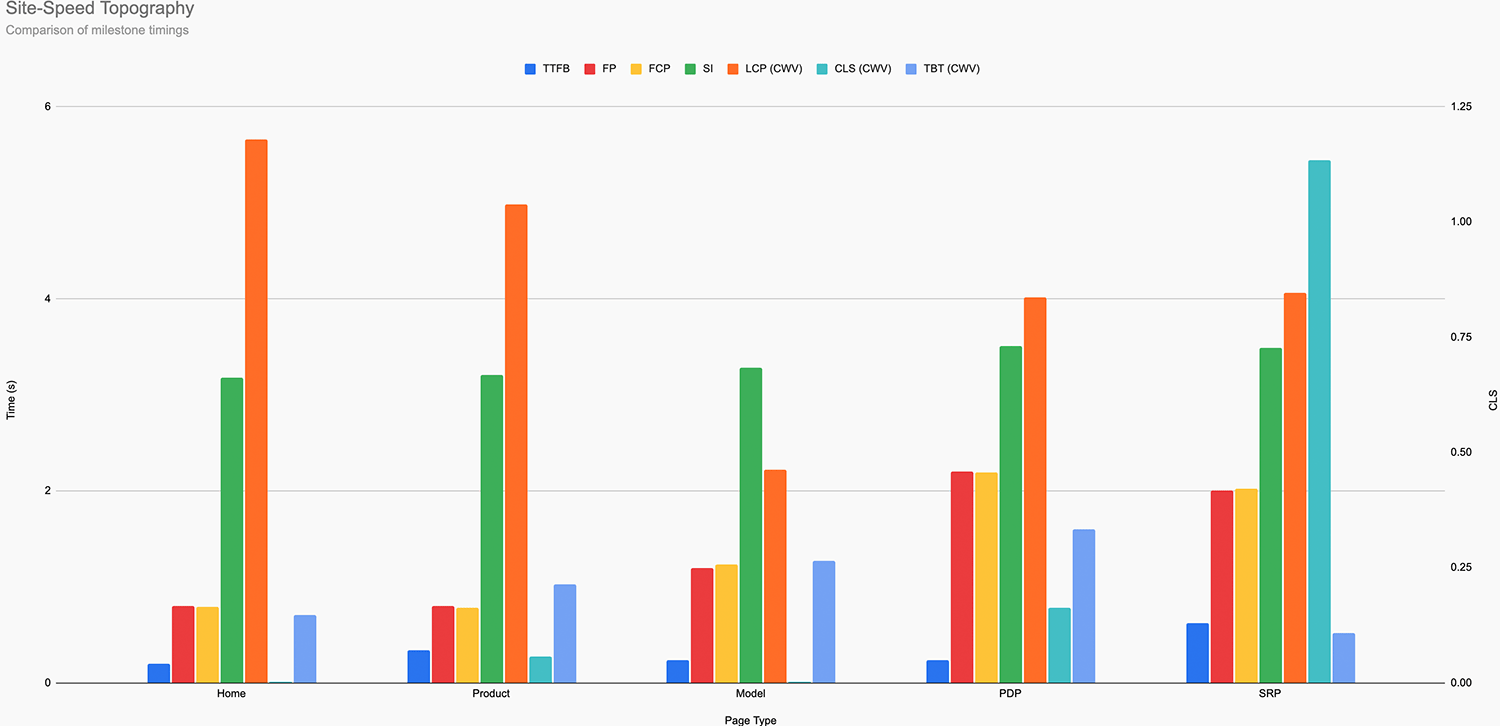 Site-Speed Topography
Comparison of milestone timings
TTFB FP FCP SI LCP (CWV) CLS (CWV) TBT (CWV)
6 1.25
1.00
4
0.75
Time (s) CLS
2 0.50
0.25
0 0.00
Home Product Model PDP SRP
Page Type